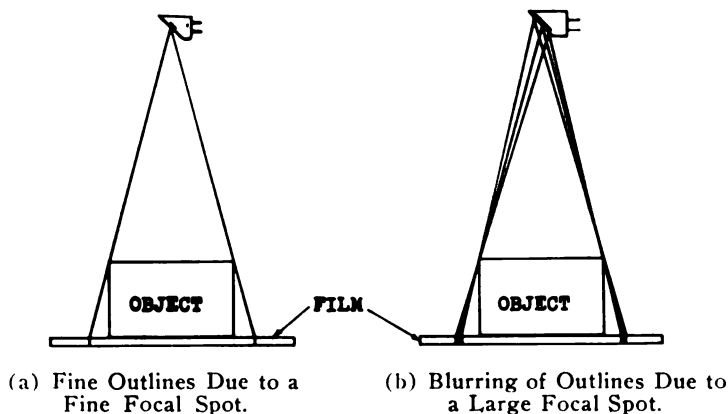 OBJECT
FILM
OBJECT
(a) Fine Outlines Due to a
Fine Focal Spot.
(b) Blurring of Outlines Due to
a Large Focal Spot.